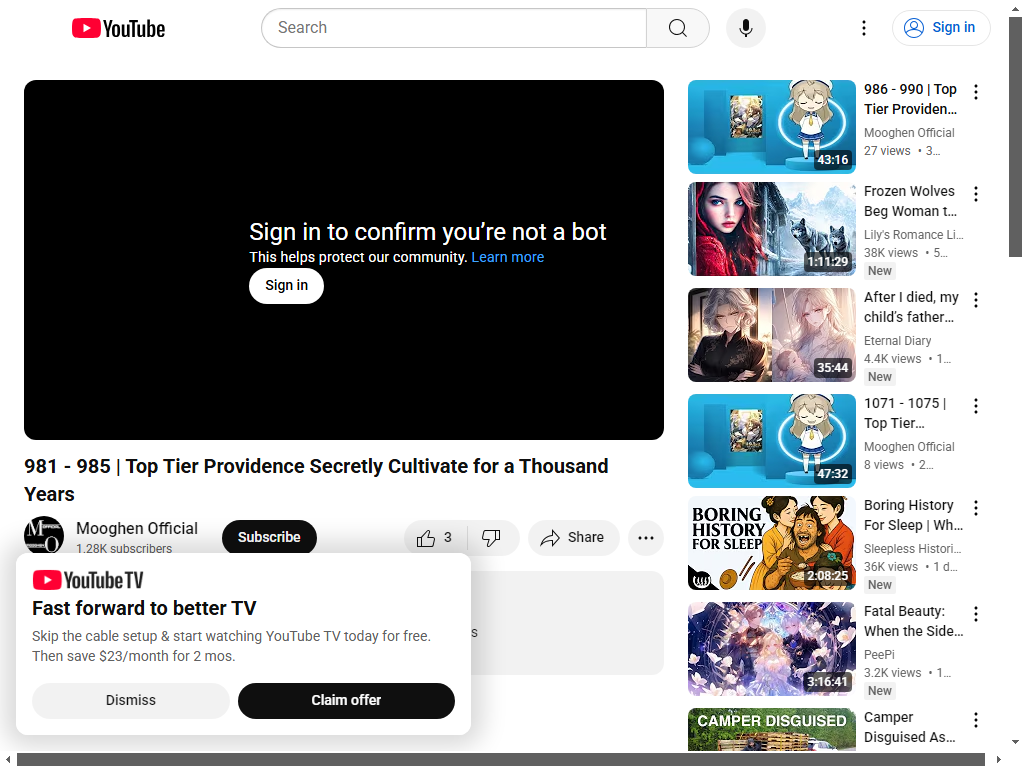 YouTube
Search
Sign in
Sign in to confirm you’re not a bot
This helps protect our community. Learn more
Sign in
981 - 985 | Top Tier Providence Secretly Cultivate for a Thousand
Years
Mooghen Official
1.28K subscribers
Subscribe
3
Share
s
YouTube TV
Fast forward to better TV
Skip the cable setup & start watching YouTube TV today for free.
Then save $23/month for 2 mos.
Dismiss
Claim offer
43:16
986 - 990 | Top
Tier Providen...
Mooghen Official
27 views • 3...
1:11:29
Frozen Wolves
Beg Woman t...
Lily's Romance Li...
38K views • 5...
New
35:44
After I died, my
child's father...
Eternal Diary
4.4K views • 1...
New
47:32
1071 - 1075 |
Top Tier...
Mooghen Official
8 views • 2...
BORING
HISTORY
FOR SLEEP
2:08:25
Boring History
For Sleep | Wh...
Sleepless Histori...
36K views • 1 d...
New
3:16:41
Fatal Beauty:
When the Side...
PeePi
3.2K views • 1...
New
CAMPER DISGUISED
Camper
Disguised As...